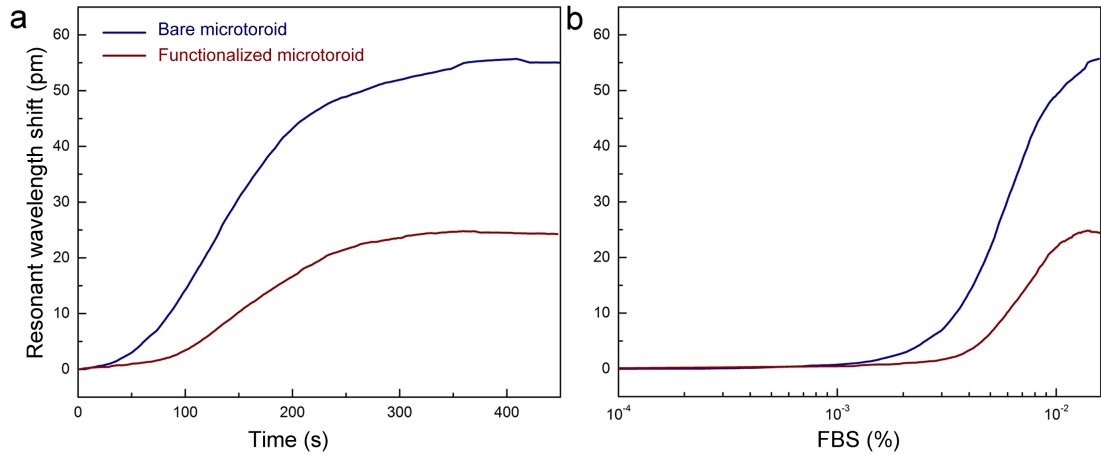 a
Bare microtoroid
Functionalized microtoroid
Resonant wavelength shift (pm)
60
50
40
30
20
10
0
0 100 200 300 400
Time (s)
b
60
50
40
30
20
10
0
10⁻⁴ 10⁻³ 10⁻²
FBS (%)